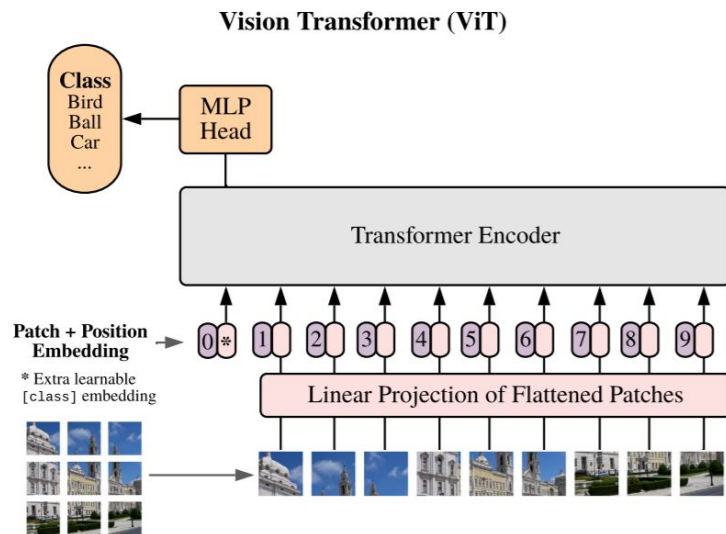 Vision Transformer (ViT)
Class
Bird
Ball
Car
...
MLP
Head
Transformer Encoder
Patch + Position
Embedding
0 * 1 2 3 4 5 6 7 8 9
* Extra learnable
[class] embedding
Linear Projection of Flattened Patches